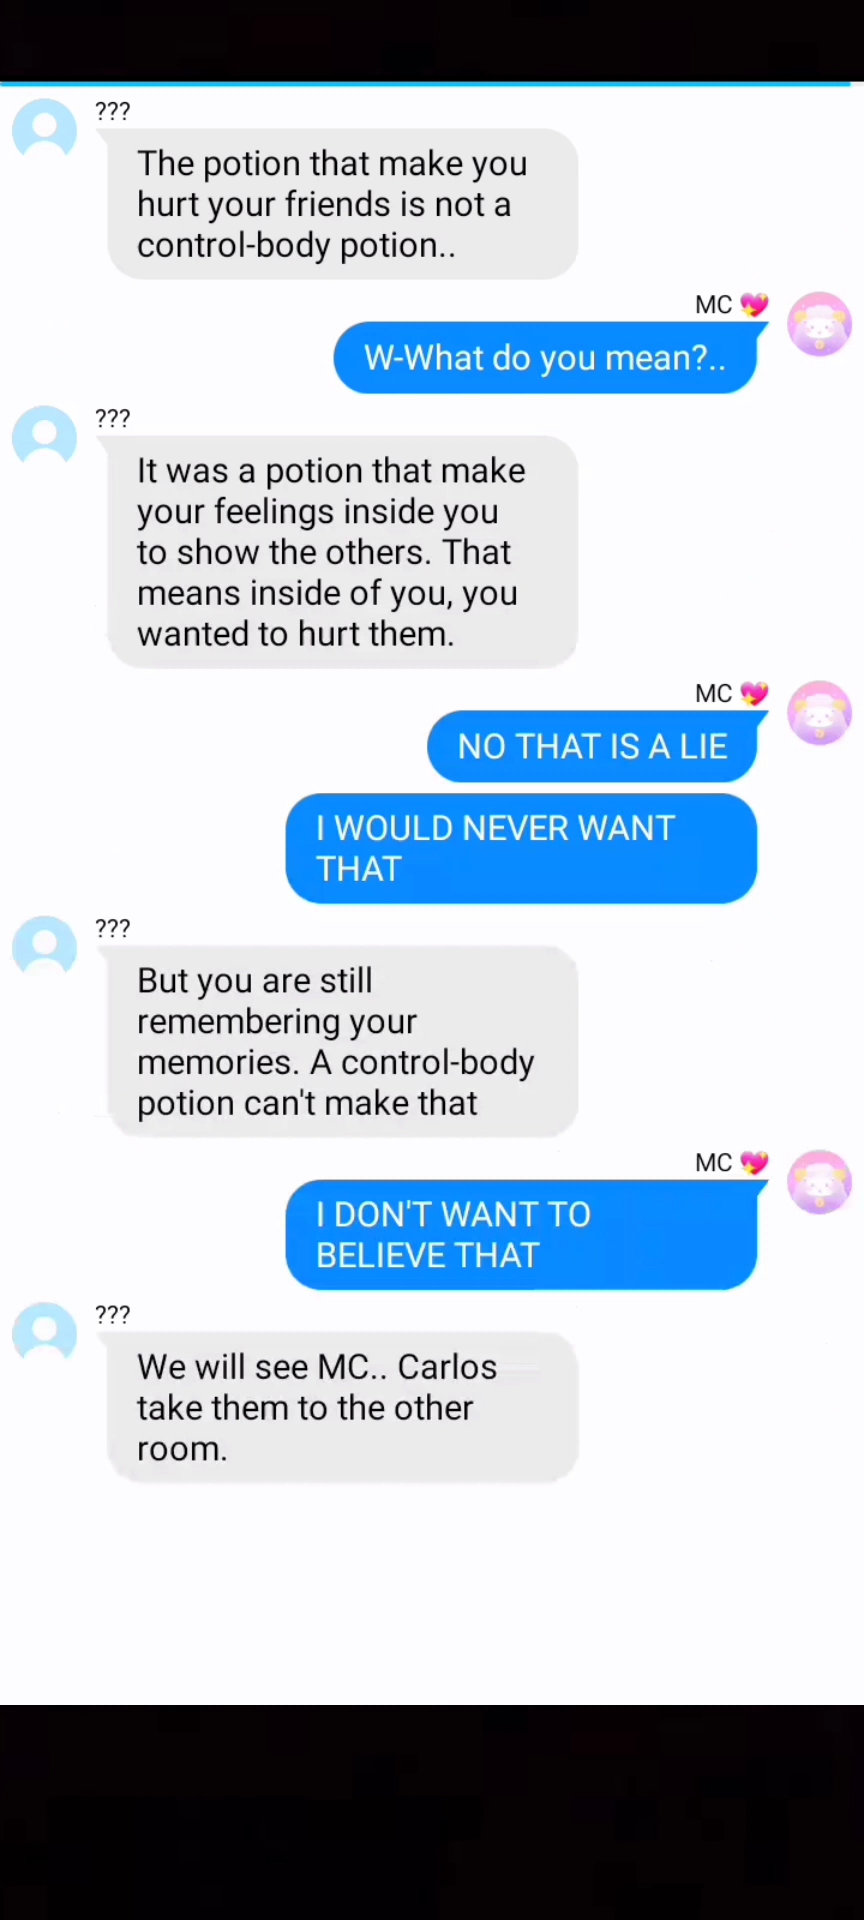 ???
The potion that make you
hurt your friends is not a
control-body potion..
MC 💖
W-What do you mean?..
???
It was a potion that make
your feelings inside you
to show the others. That
means inside of you, you
wanted to hurt them.
MC 💖
NO THAT IS A LIE
I WOULD NEVER WANT
THAT
???
But you are still
remembering your
memories. A control-body
potion can't make that
MC 💖
I DON'T WANT TO
BELIEVE THAT
???
We will see MC.. Carlos
take them to the other
room.